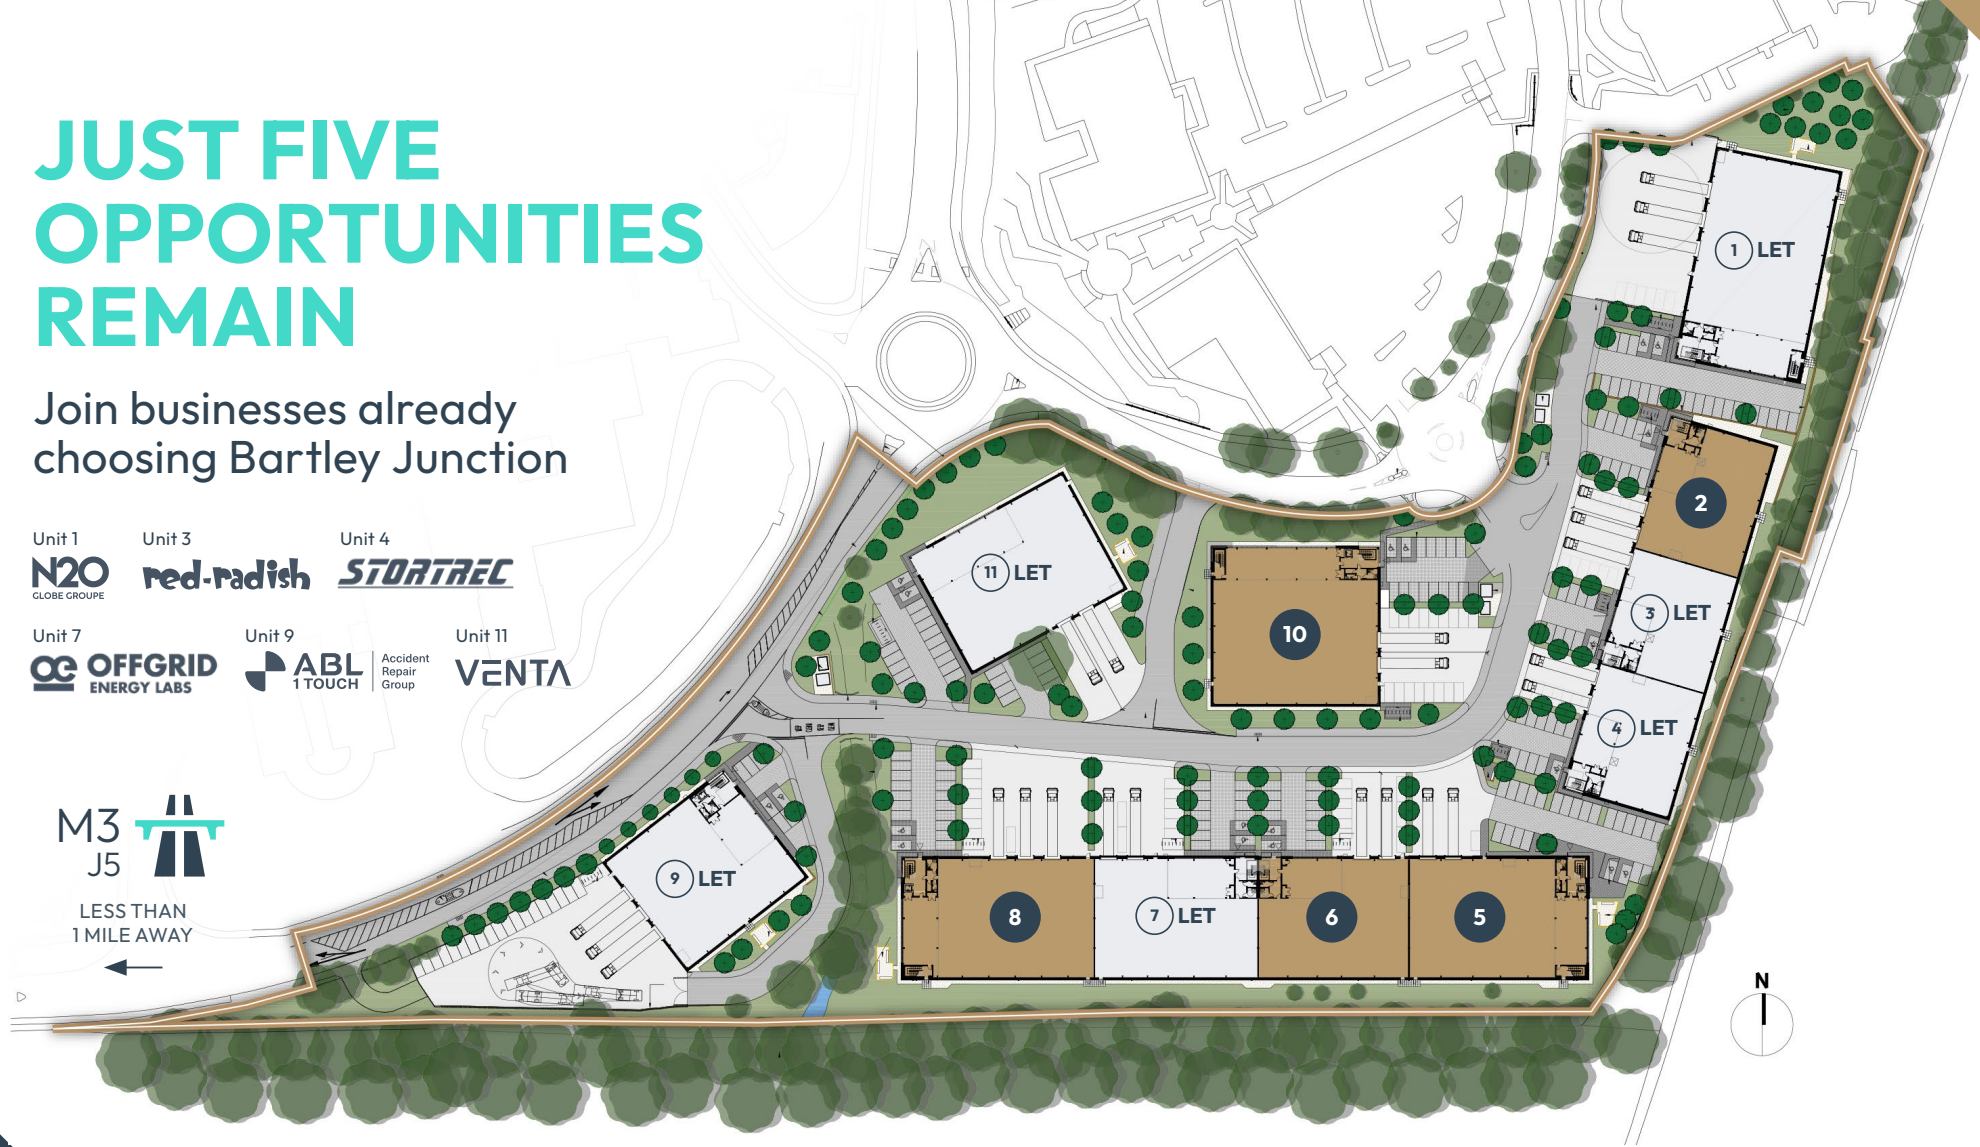 JUST FIVE
OPPORTUNITIES
REMAIN
Join businesses already
choosing Bartley Junction
Unit 1
N2O
GLOBE GROUPE
Unit 3
red-radish
Unit 4
STORTREC
Unit 7
OE OFFGRID
ENERGY LABS
Unit 9
ABL
1 TOUCH
Accident
Repair
Group
Unit 11
VENTA
M3
J5
LESS THAN
1 MILE AWAY
1 LET
2
3 LET
4 LET
11 LET
10
9 LET
8
7 LET
6
5
N